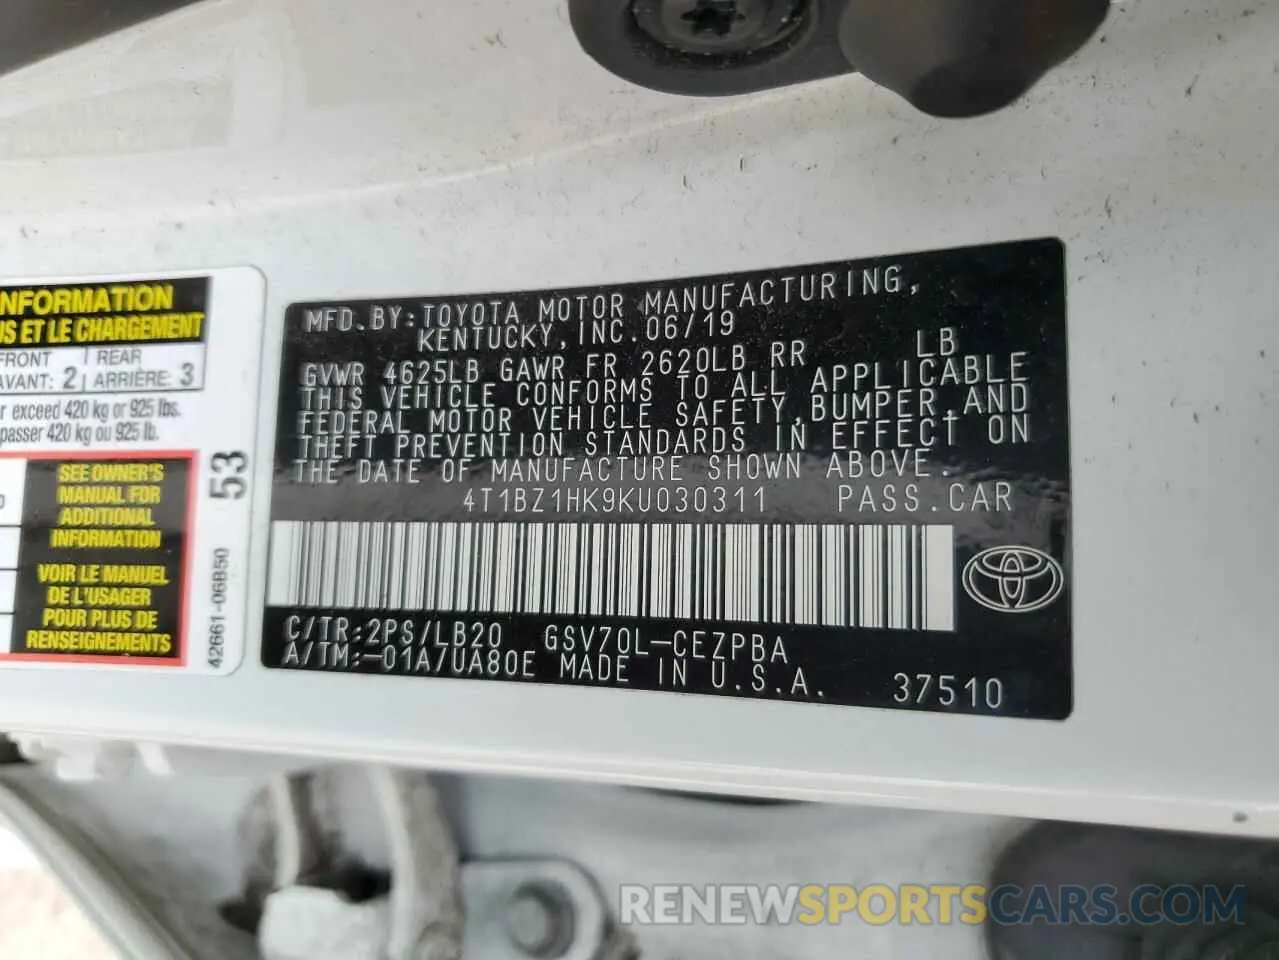 NFORMATION
US ET LE CHARGEMENT
FRONT REAR
AVANT: 2 ARRIÈRE: 3
r exceed 420 kg or 925 lbs.
passer 420 kg ou 925 lb.
SEE OWNER'S
MANUAL FOR
ADDITIONAL
INFORMATION
VOIR LE MANUEL
DE L'USAGER
POUR PLUS DE
RENSEIGNEMENTS
53
42661-06B50
MFD.BY:TOYOTA MOTOR MANUFACTURING,
KENTUCKY,INC.06/19
GVWR 4625LB GAWR FR 2620LB RR LB
THIS VEHICLE CONFORMS TO ALL APPLICABLE
FEDERAL MOTOR VEHICLE SAFETY,BUMPER,AND
THEFT PREVENTION STANDARDS IN EFFECT ON
THE DATE OF MANUFACTURE SHOWN ABOVE.
4T1BZ1HK9KU030311 PASS.CAR
C/TR:2PS/LB20 GSV70L-CEZPBA
A/TM:-01A/UA80E MADE IN U.S.A. 37510
RENEWSPORTSCARS.COM